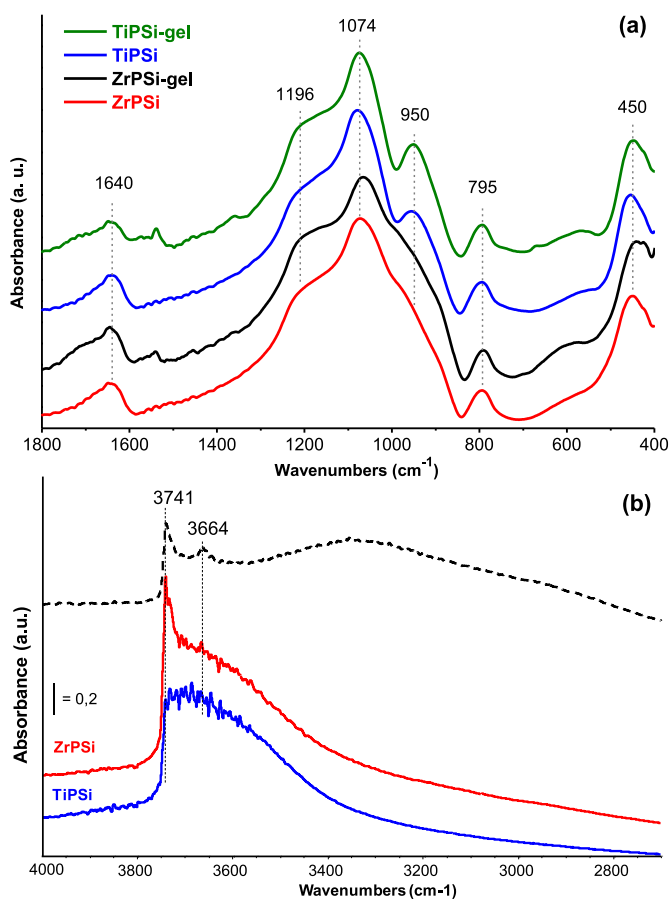 (a)
TiPSi-gel
TiPSi
ZrPSi-gel
ZrPSi
1074
1196
950
450
795
1640
Absorbance (a. u.)
1800 1600 1400 1200 1000 800 600 400
Wavenumbers (cm-1)
(b)
3741
3664
Absorbance (a.u.)
= 0,2
ZrPSi
TiPSi
4000 3800 3600 3400 3200 3000 2800
Wavenumbers (cm-1)